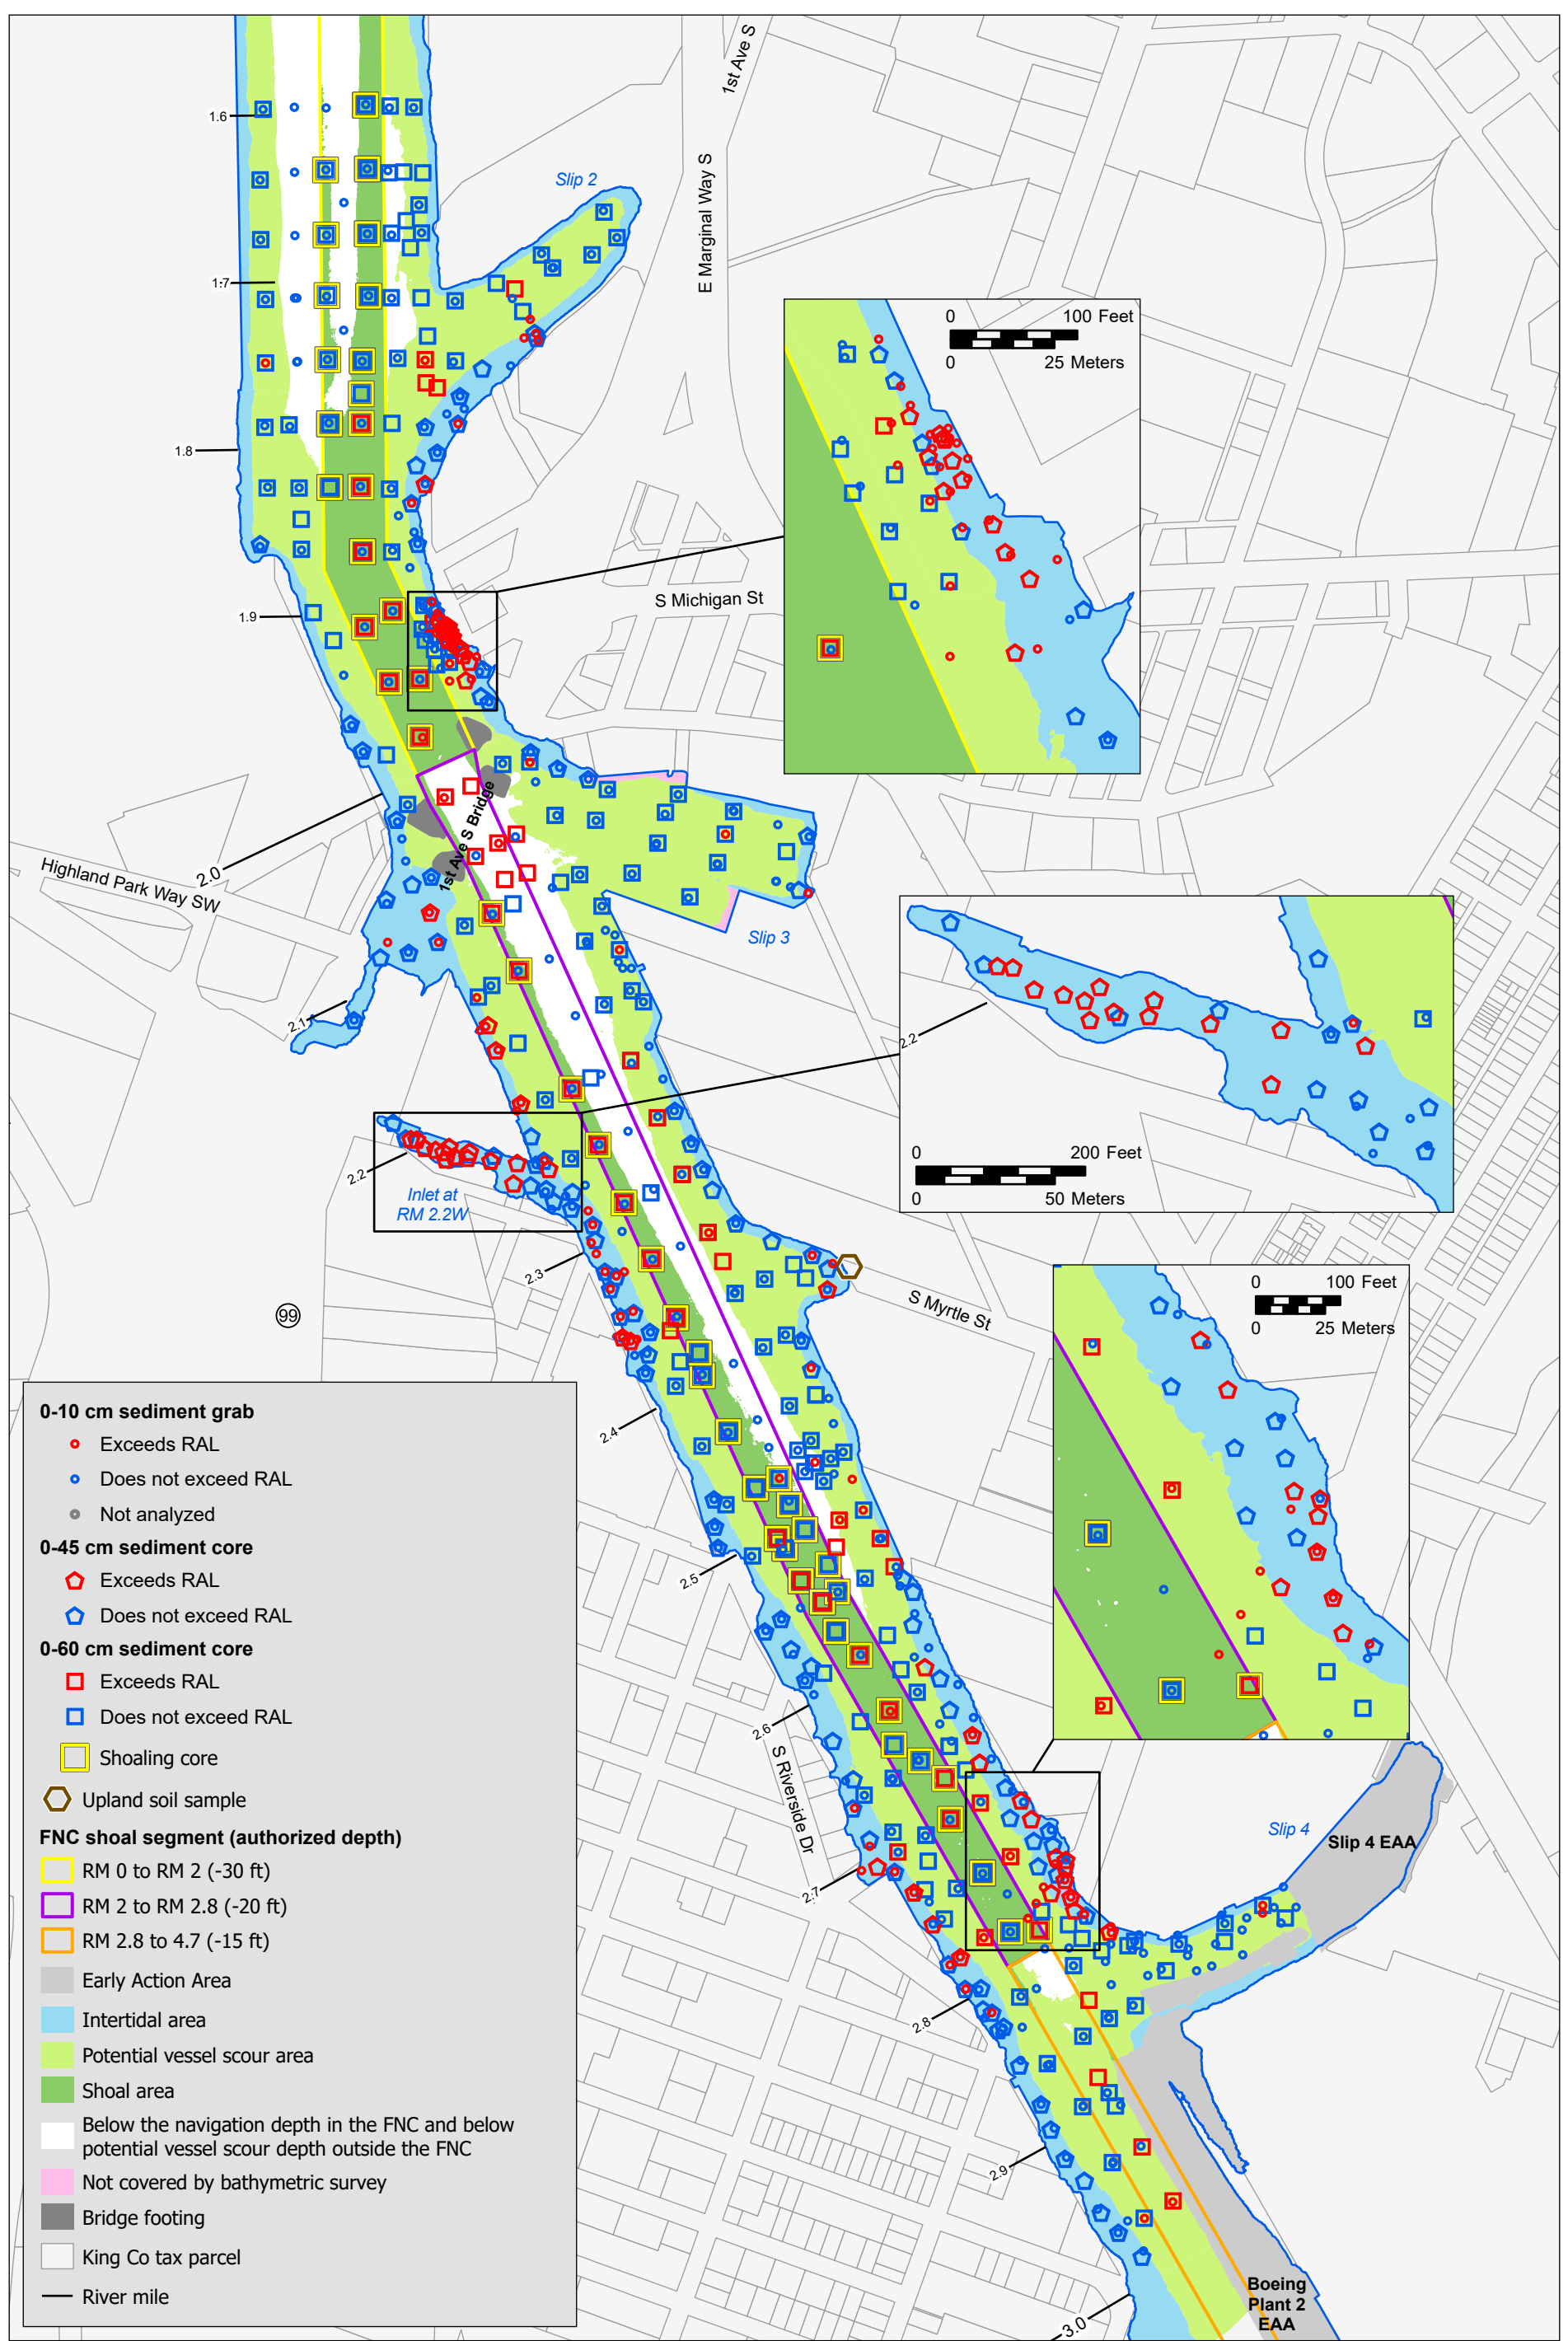 1st Ave S
1.6
Slip 2
E Marginal Way S
1.7
0 100 Feet
0 25 Meters
1.8
S Michigan St
1.9
1st Ave S Bridge
2.0
Highland Park Way SW
Slip 3
2.1
2.2
0 200 Feet
0 50 Meters
2.2
Inlet at
RM 2.2W
2.3
S Myrtle St
0 100 Feet
0 25 Meters
99
2.4
2.5
2.6
S Riverside Dr
2.7
Slip 4
Slip 4 EAA
2.8
2.9
Boeing
Plant 2
EAA
3.0
0-10 cm sediment grab
Exceeds RAL
Does not exceed RAL
Not analyzed
0-45 cm sediment core
Exceeds RAL
Does not exceed RAL
0-60 cm sediment core
Exceeds RAL
Does not exceed RAL
Shoaling core
Upland soil sample
FNC shoal segment (authorized depth)
RM 0 to RM 2 (-30 ft)
RM 2 to RM 2.8 (-20 ft)
RM 2.8 to 4.7 (-15 ft)
Early Action Area
Intertidal area
Potential vessel scour area
Shoal area
Below the navigation depth in the FNC and below
potential vessel scour depth outside the FNC
Not covered by bathymetric survey
Bridge footing
King Co tax parcel
River mile